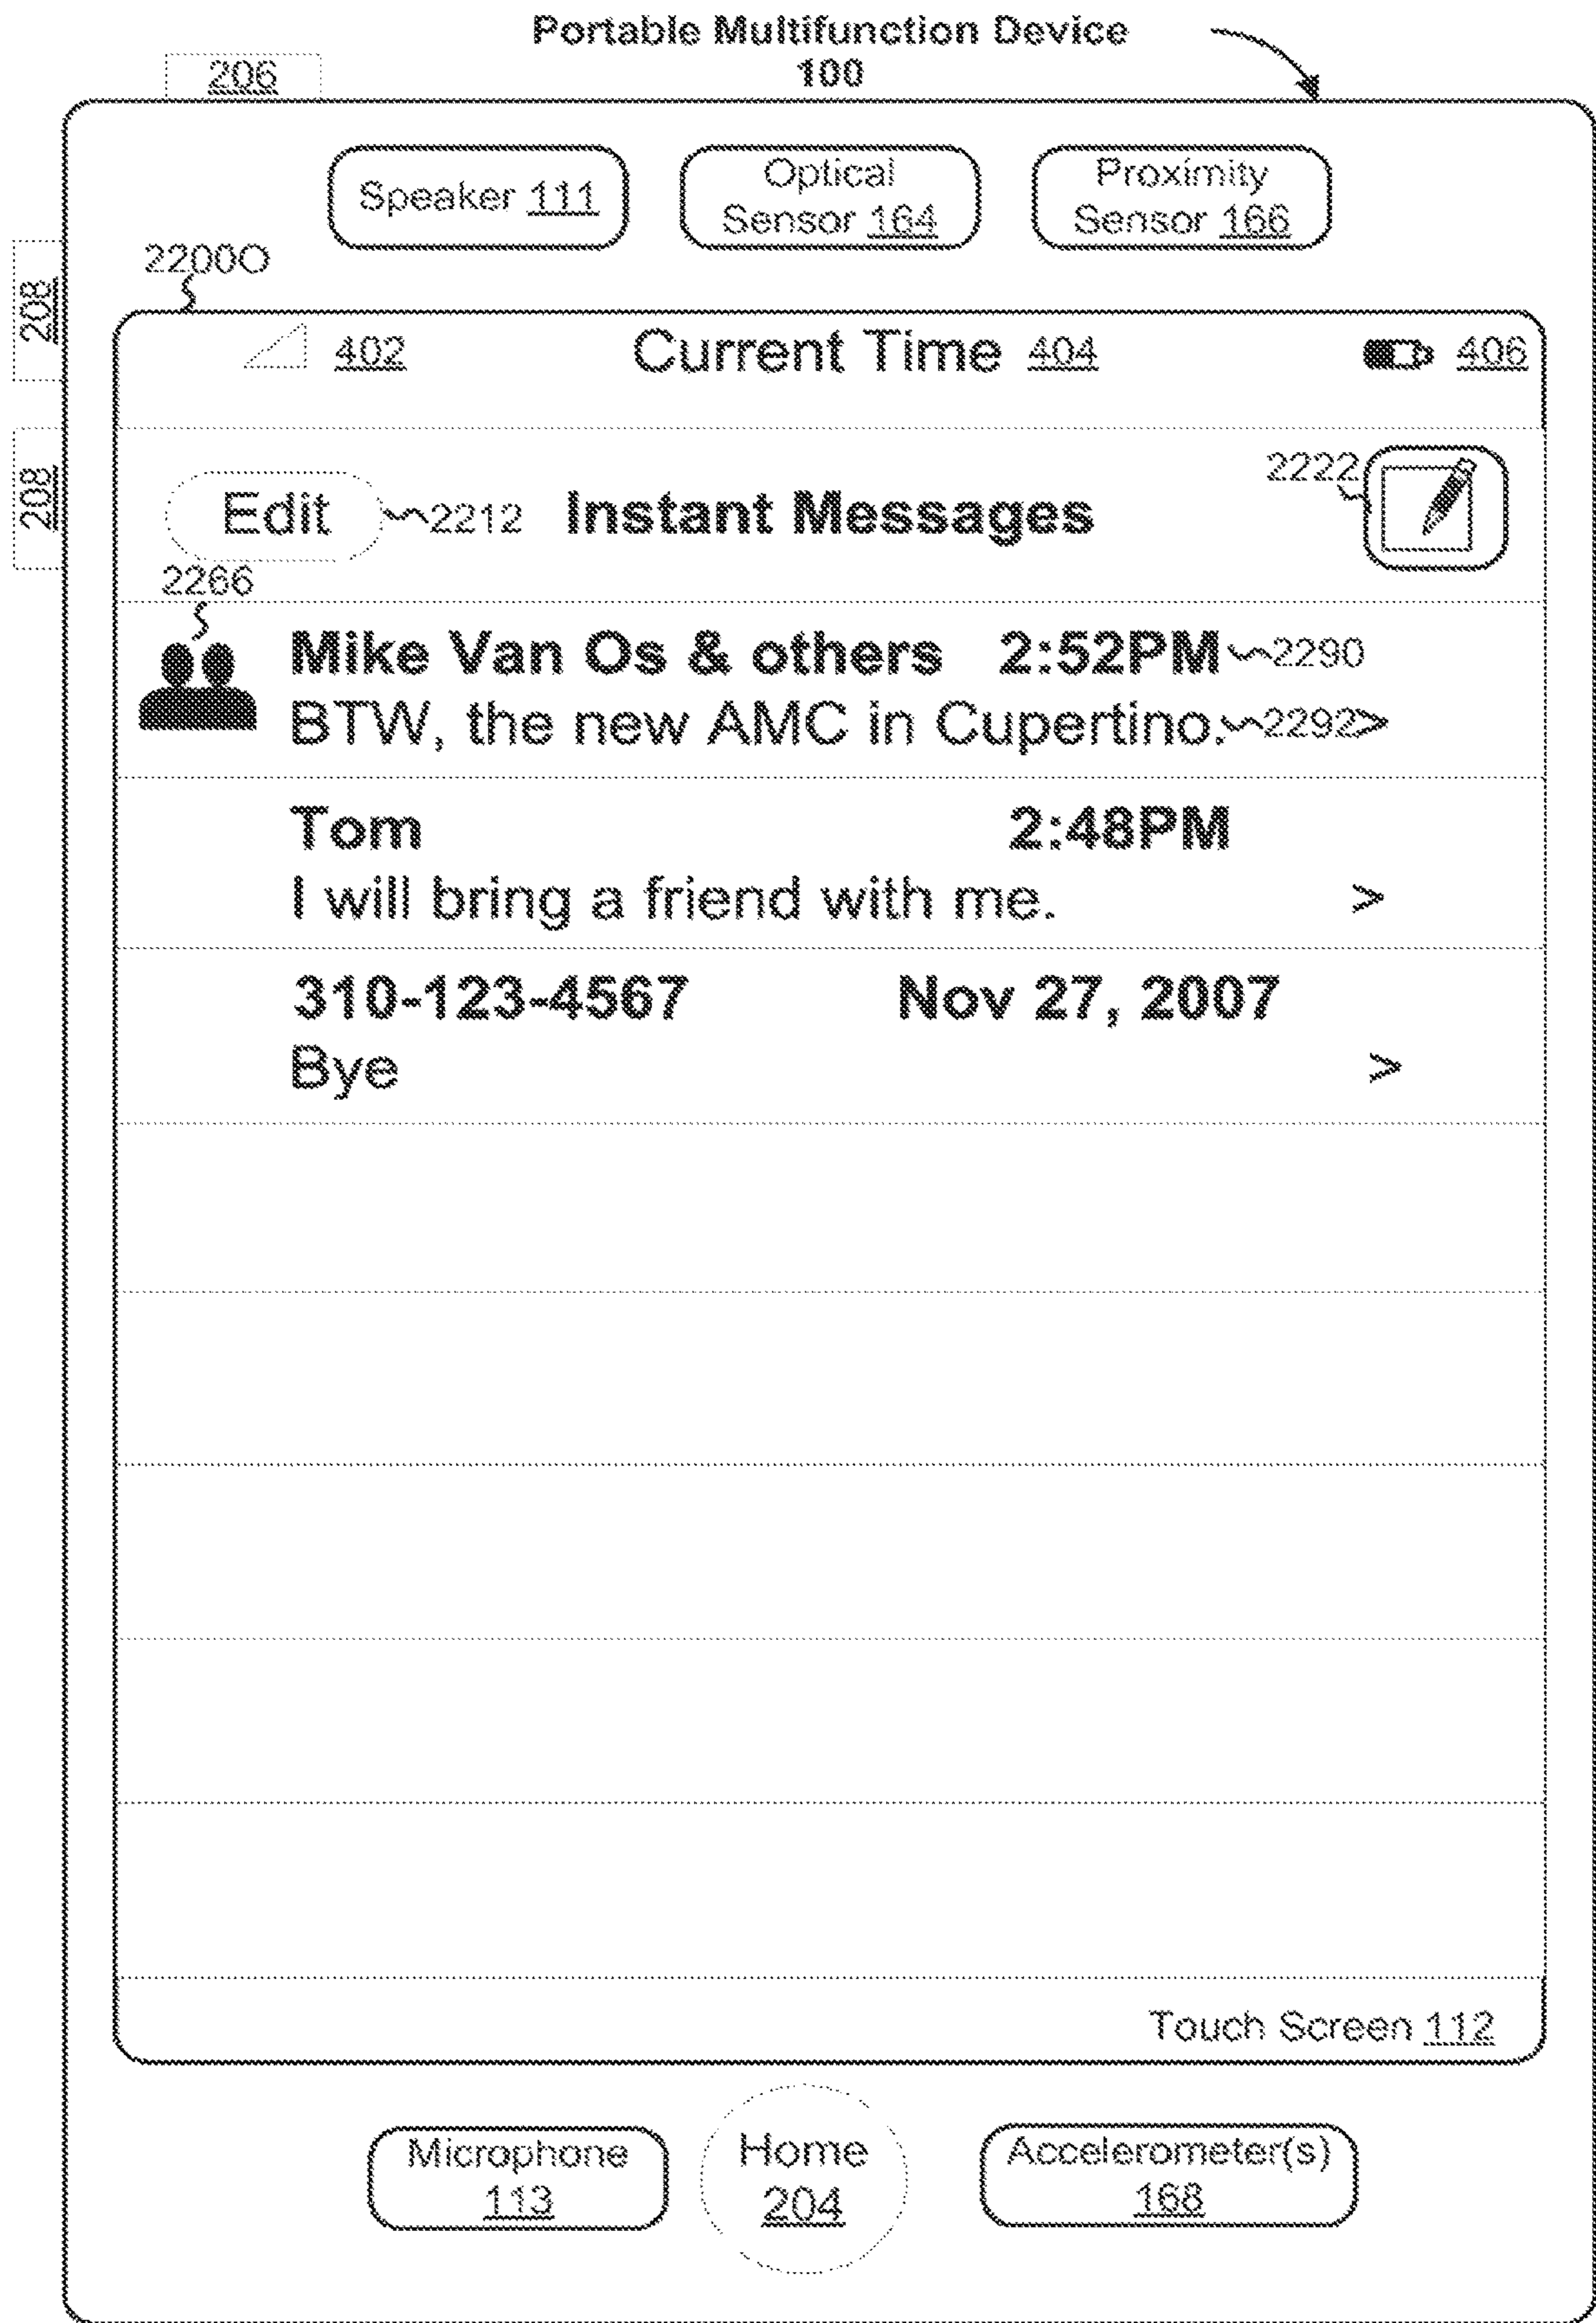 Portable Multifunction Device
100
206
Speaker 111
Optical
Sensor 164
Proximity
Sensor 166
2200O
208
402 Current Time 404 406
208
Edit 2212 Instant Messages 2222
2266
Mike Van Os & others 2:52PM 2290
BTW, the new AMC in Cupertino. 2292 >
Tom 2:48PM
I will bring a friend with me. >
310-123-4567 Nov 27, 2007
Bye >
Touch Screen 112
Microphone
113
Home
204
Accelerometer(s)
168